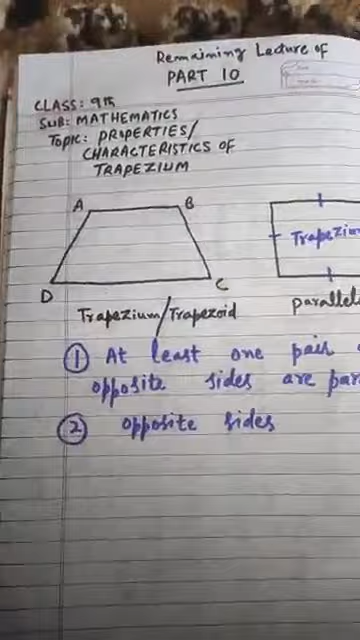 Remaining Lecture of
PART 10
CLASS: 9th
SUB: MATHEMATICS
Topic: PROPERTIES/
CHARACTERISTICS OF
TRAPEZIUM
A
B
D
C
Trapezium/Trapezoid
Trapezium
parallel
1 At least one pair
opposite sides are par
2 opposite sides